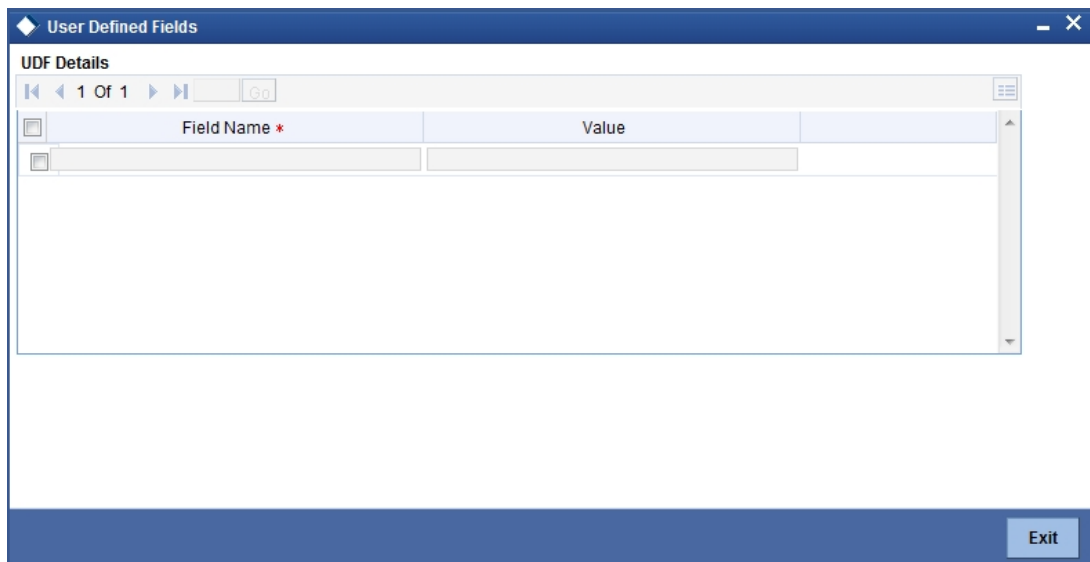 User Defined Fields
UDF Details
1 Of 1 Go
Field Name * Value
Exit